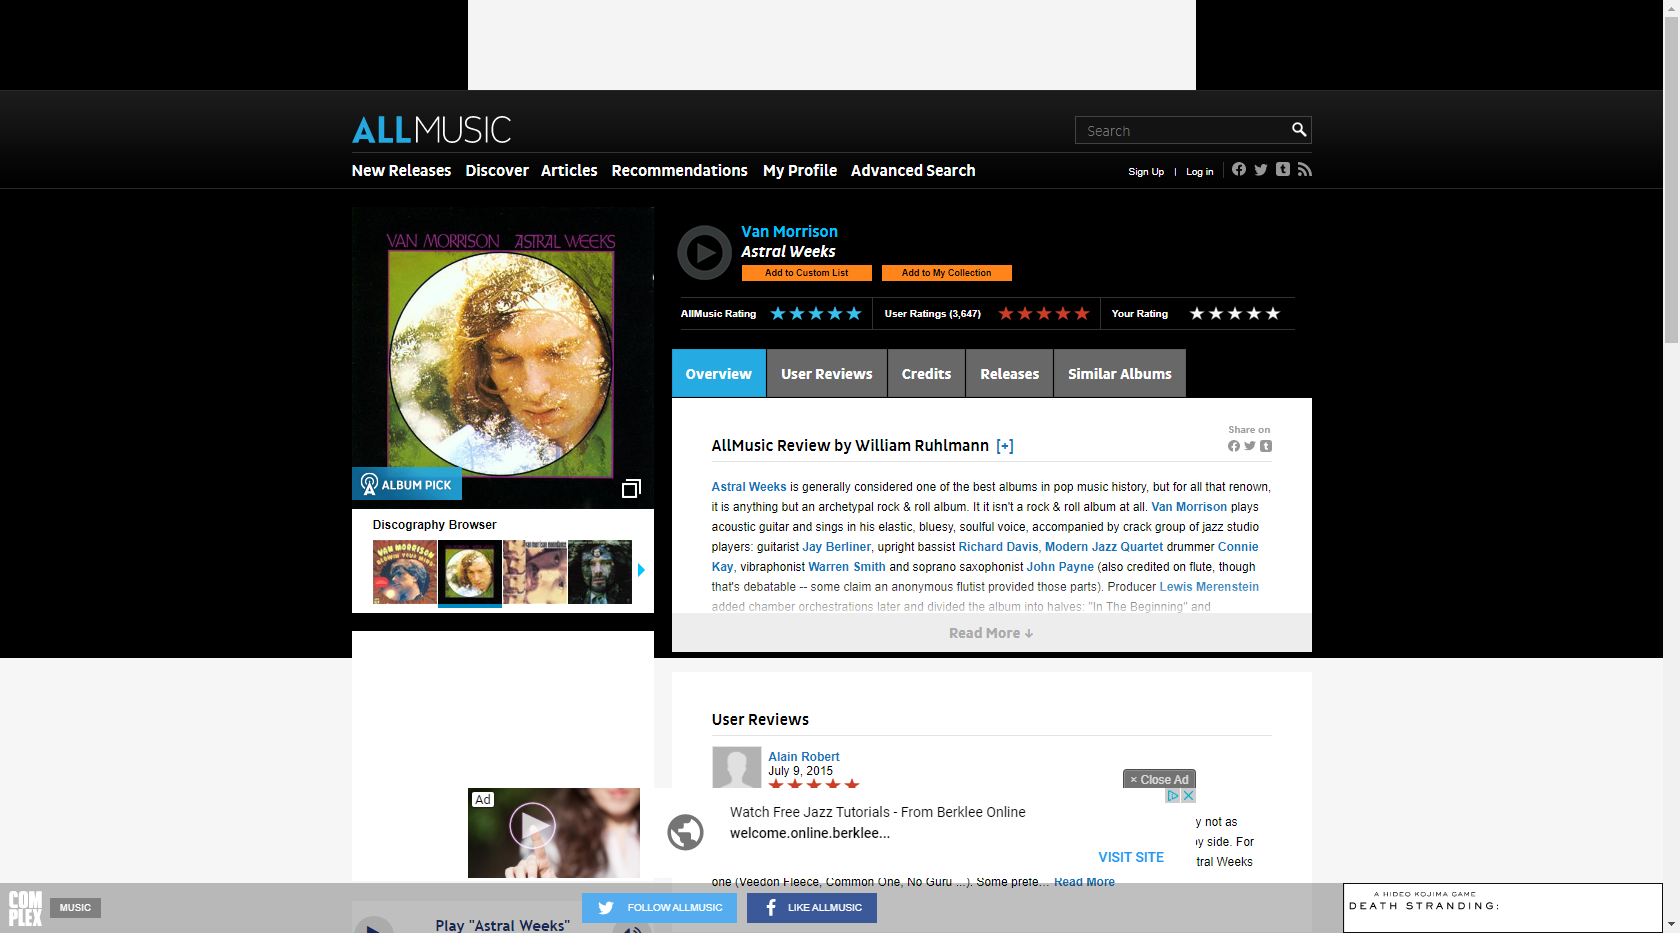 ALLMUSIC
Search
New Releases Discover Articles Recommendations My Profile Advanced Search
Sign Up | Log in
VAN MORRISON ASTRAL WEEKS
ALBUM PICK
Van Morrison
Astral Weeks
Add to Custom List Add to My Collection
AllMusic Rating User Ratings (3,647) Your Rating
Overview User Reviews Credits Releases Similar Albums
Discography Browser
VAN MORRISON
AllMusic Review by William Ruhlmann [+]
Share on
Astral Weeks is generally considered one of the best albums in pop music history, but for all that renown,
it is anything but an archetypal rock & roll album. It it isn't a rock & roll album at all. Van Morrison plays
acoustic guitar and sings in his elastic, bluesy, soulful voice, accompanied by crack group of jazz studio
players: guitarist Jay Berliner, upright bassist Richard Davis, Modern Jazz Quartet drummer Connie
Kay, vibraphonist Warren Smith and soprano saxophonist John Payne (also credited on flute, though
that's debatable -- some claim an anonymous flutist provided those parts). Producer Lewis Merenstein
added chamber orchestrations later and divided the album into halves: "In The Beginning" and
Read More ↓
User Reviews
Alain Robert
July 9, 2015
× Close Ad
Ad
Watch Free Jazz Tutorials - From Berklee Online
welcome.online.berklee...
VISIT SITE
y not as
y side. For
tral Weeks
one (Veedon Fleece, Common One, No Guru ...). Some prefe... Read More
COMPLEX
MUSIC
Play "Astral Weeks"
FOLLOW ALLMUSIC
LIKE ALLMUSIC
A HIDEO KOJIMA GAME
DEATH STRANDING: